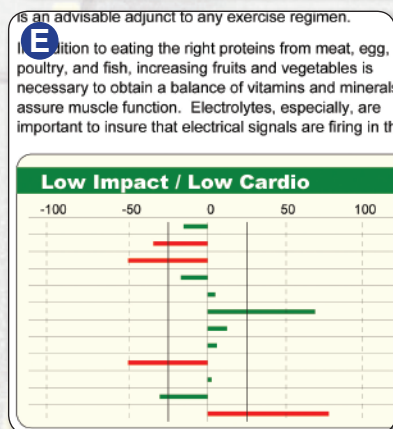 is an advisable adjunct to any exercise regimen.
E
dition to eating the right proteins from meat, egg,
poultry, and fish, increasing fruits and vegetables is
necessary to obtain a balance of vitamins and minerals
assure muscle function. Electrolytes, especially, are
important to insure that electrical signals are firing in th
Low Impact / Low Cardio
-100 -50 0 50 100